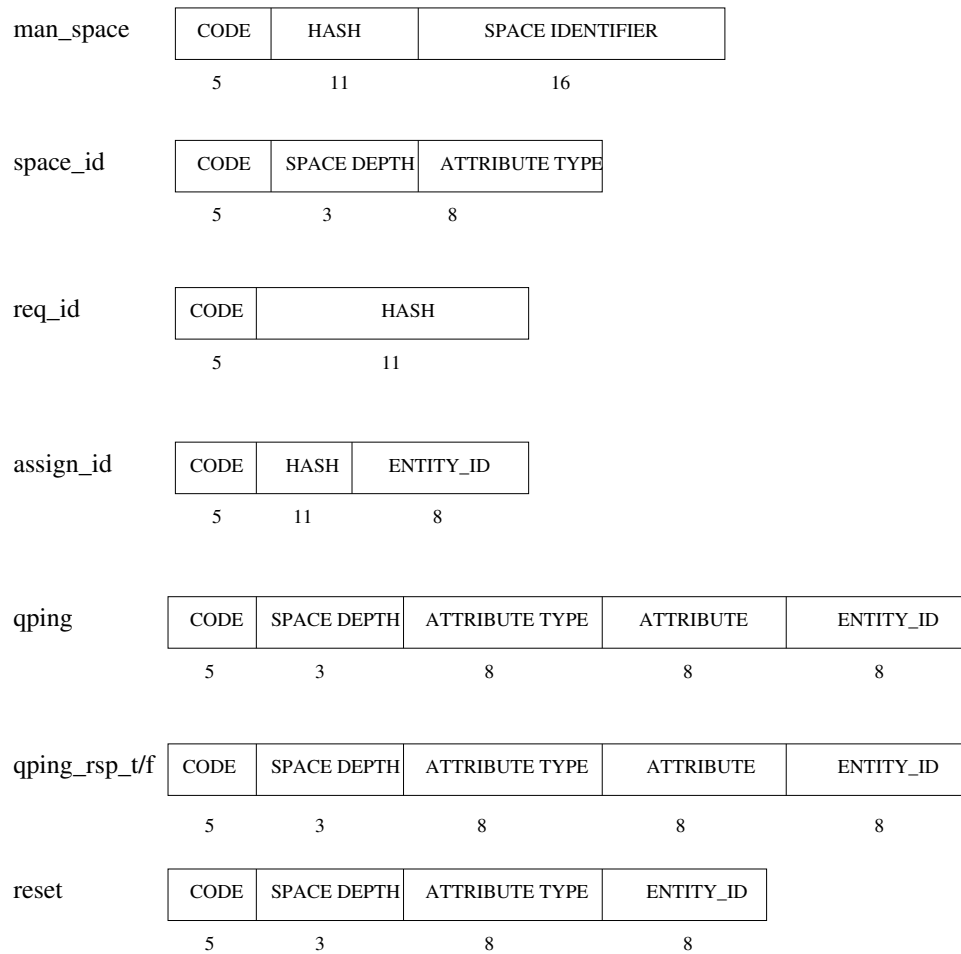 man_space CODE HASH SPACE IDENTIFIER
5 11 16
space_id CODE SPACE DEPTH ATTRIBUTE TYPE
5 3 8
req_id CODE HASH
5 11
assign_id CODE HASH ENTITY_ID
5 11 8
qping CODE SPACE DEPTH ATTRIBUTE TYPE ATTRIBUTE ENTITY_ID
5 3 8 8 8
qping_rsp_t/f CODE SPACE DEPTH ATTRIBUTE TYPE ATTRIBUTE ENTITY_ID
5 3 8 8 8
reset CODE SPACE DEPTH ATTRIBUTE TYPE ENTITY_ID
5 3 8 8